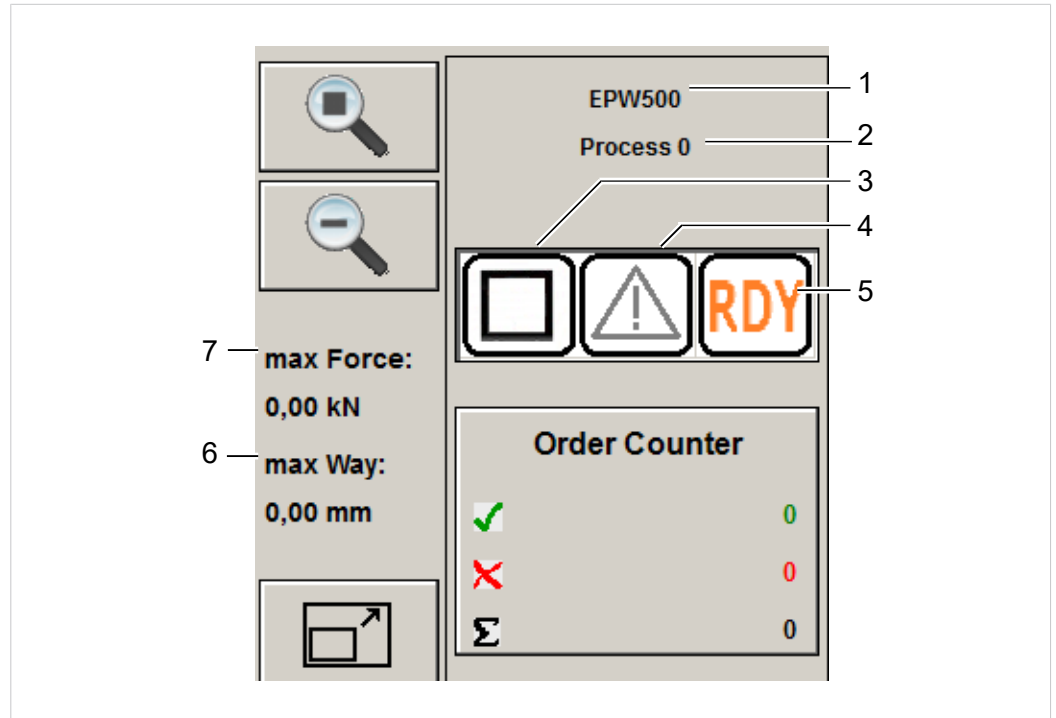 EPW500
1
Process 0
2
3
4
RDY
5
7
max Force:
0,00 kN
6
max Way:
0,00 mm
Order Counter
0
0
Σ 0